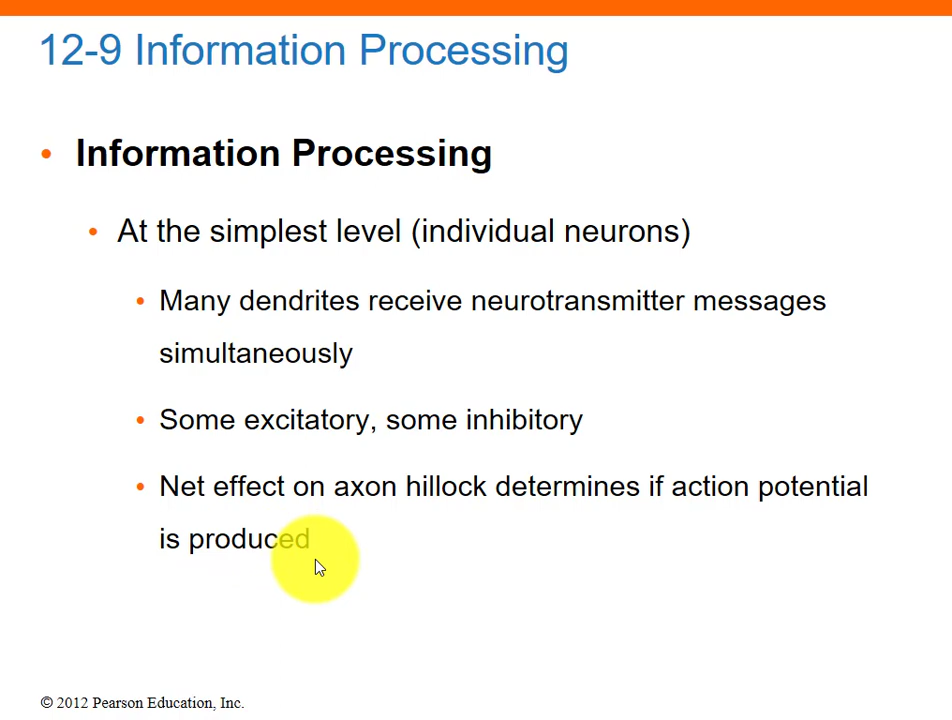 12-9 Information Processing
• Information Processing
• At the simplest level (individual neurons)
• Many dendrites receive neurotransmitter messages
simultaneously
• Some excitatory, some inhibitory
• Net effect on axon hillock determines if action potential
is produced
© 2012 Pearson Education, Inc.